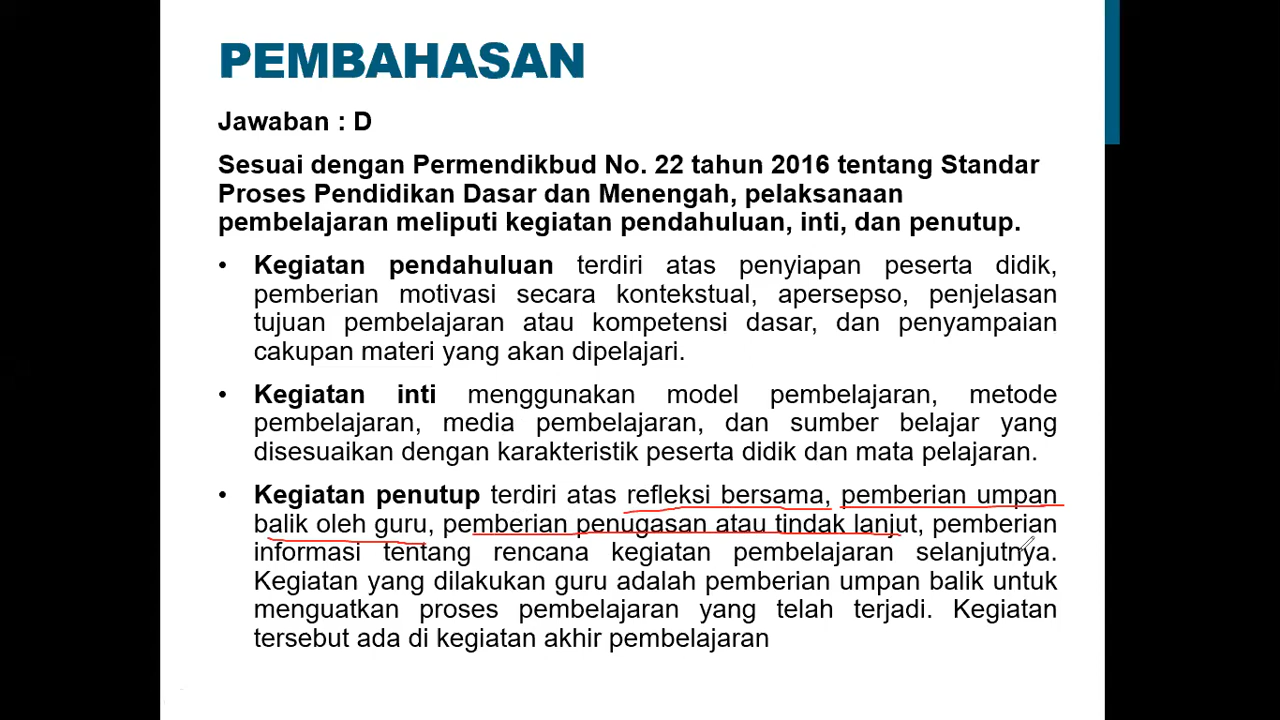 PEMBAHASAN
Jawaban : D
Sesuai dengan Permendikbud No. 22 tahun 2016 tentang Standar
Proses Pendidikan Dasar dan Menengah, pelaksanaan
pembelajaran meliputi kegiatan pendahuluan, inti, dan penutup.
• Kegiatan pendahuluan terdiri atas penyiapan peserta didik,
pemberian motivasi secara kontekstual, apersepso, penjelasan
tujuan pembelajaran atau kompetensi dasar, dan penyampaian
cakupan materi yang akan dipelajari.
• Kegiatan inti menggunakan model pembelajaran, metode
pembelajaran, media pembelajaran, dan sumber belajar yang
disesuaikan dengan karakteristik peserta didik dan mata pelajaran.
• Kegiatan penutup terdiri atas refleksi bersama, pemberian umpan
balik oleh guru, pemberian penugasan atau tindak lanjut, pemberian
informasi tentang rencana kegiatan pembelajaran selanjutnya.
Kegiatan yang dilakukan guru adalah pemberian umpan balik untuk
menguatkan proses pembelajaran yang telah terjadi. Kegiatan
tersebut ada di kegiatan akhir pembelajaran